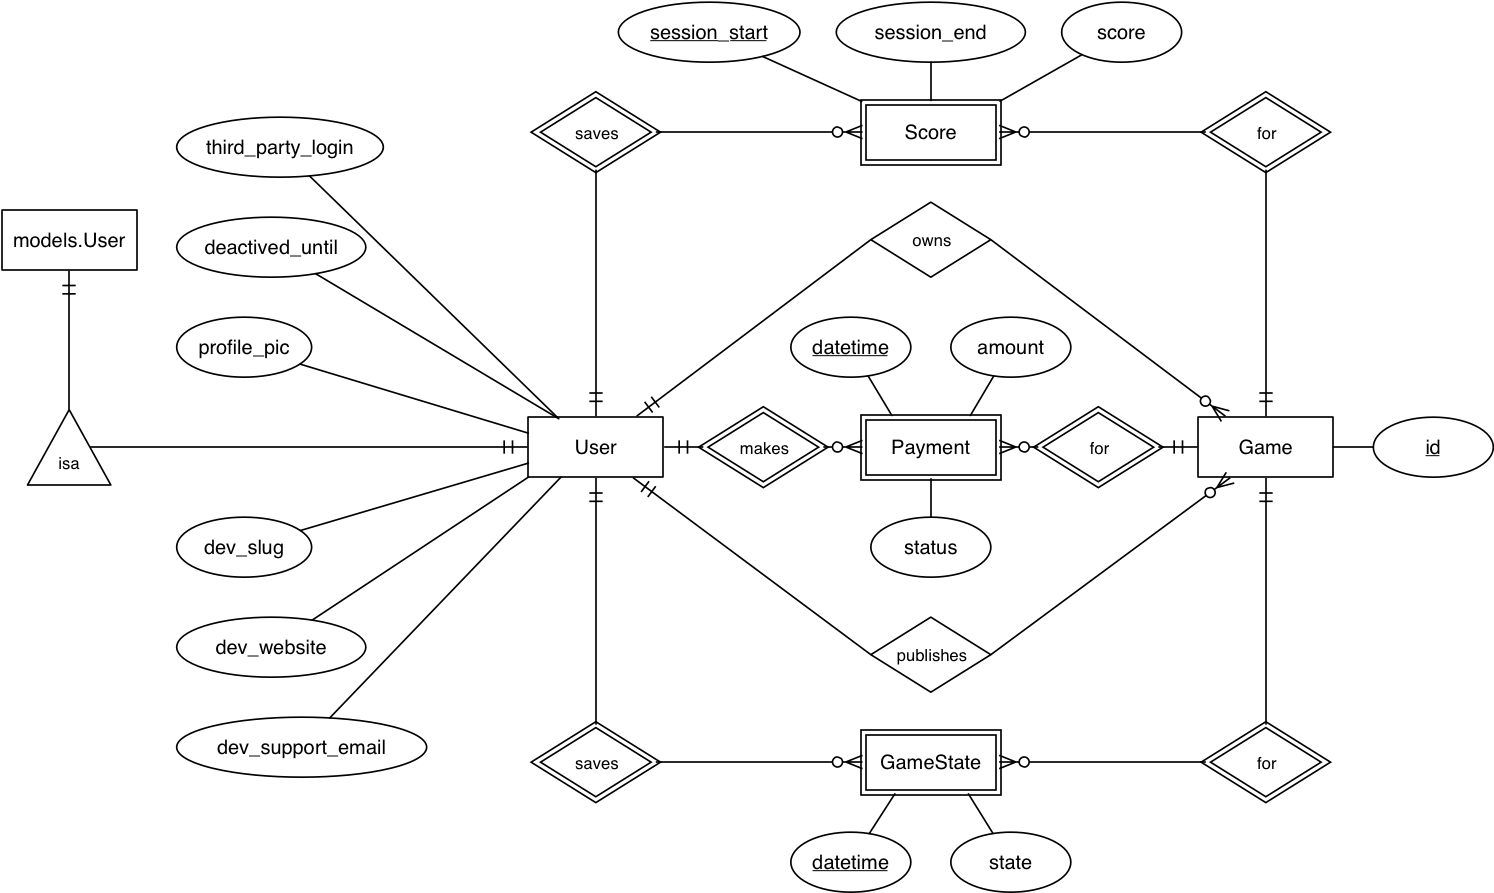 session_start
session_end
score
saves
Score
for
third_party_login
models.User
deactived_until
owns
profile_pic
datetime
amount
isa
User
makes
Payment
for
Game
id
dev_slug
status
dev_website
publishes
dev_support_email
saves
GameState
for
datetime
state